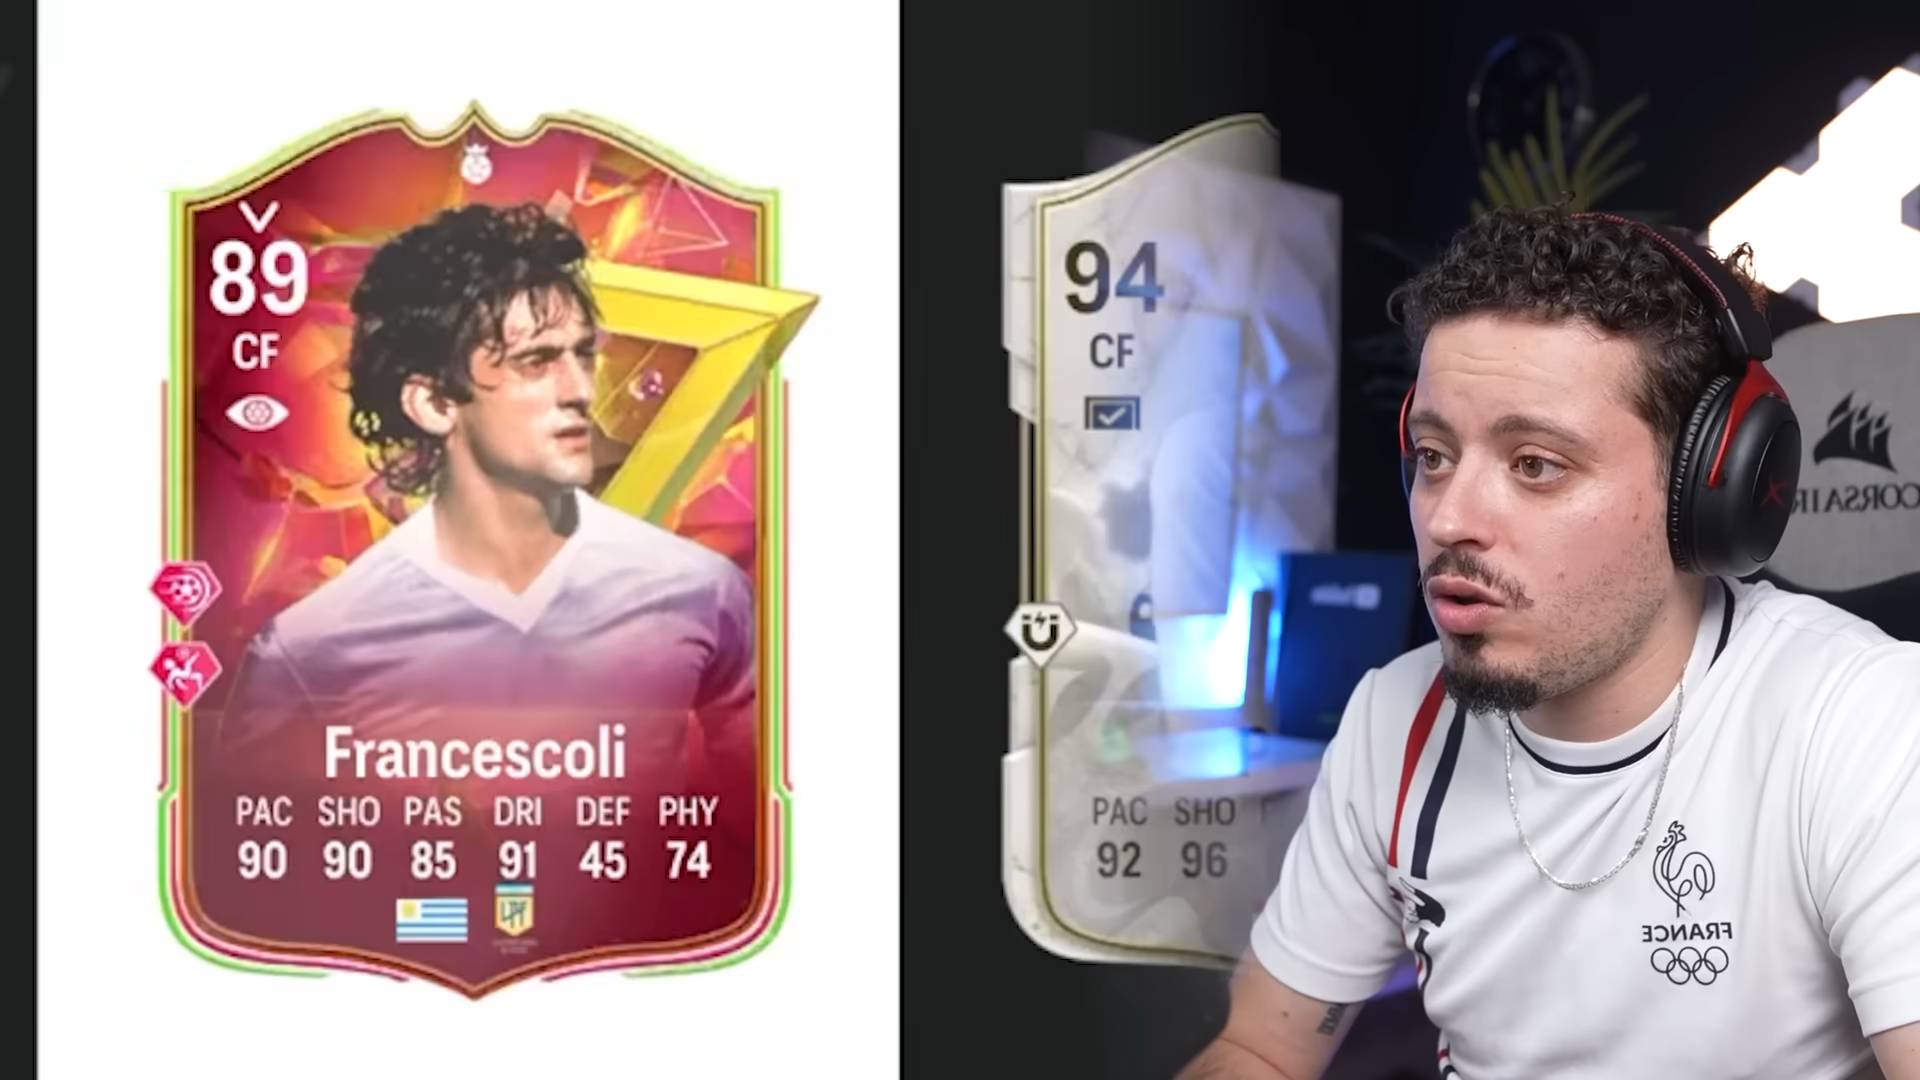 89
CF
Francescoli
PAC SHO PAS DRI DEF PHY
90 90 85 91 45 74
LPF
94
CF
PAC SHO
92 96
CORSAIR
FRANCE